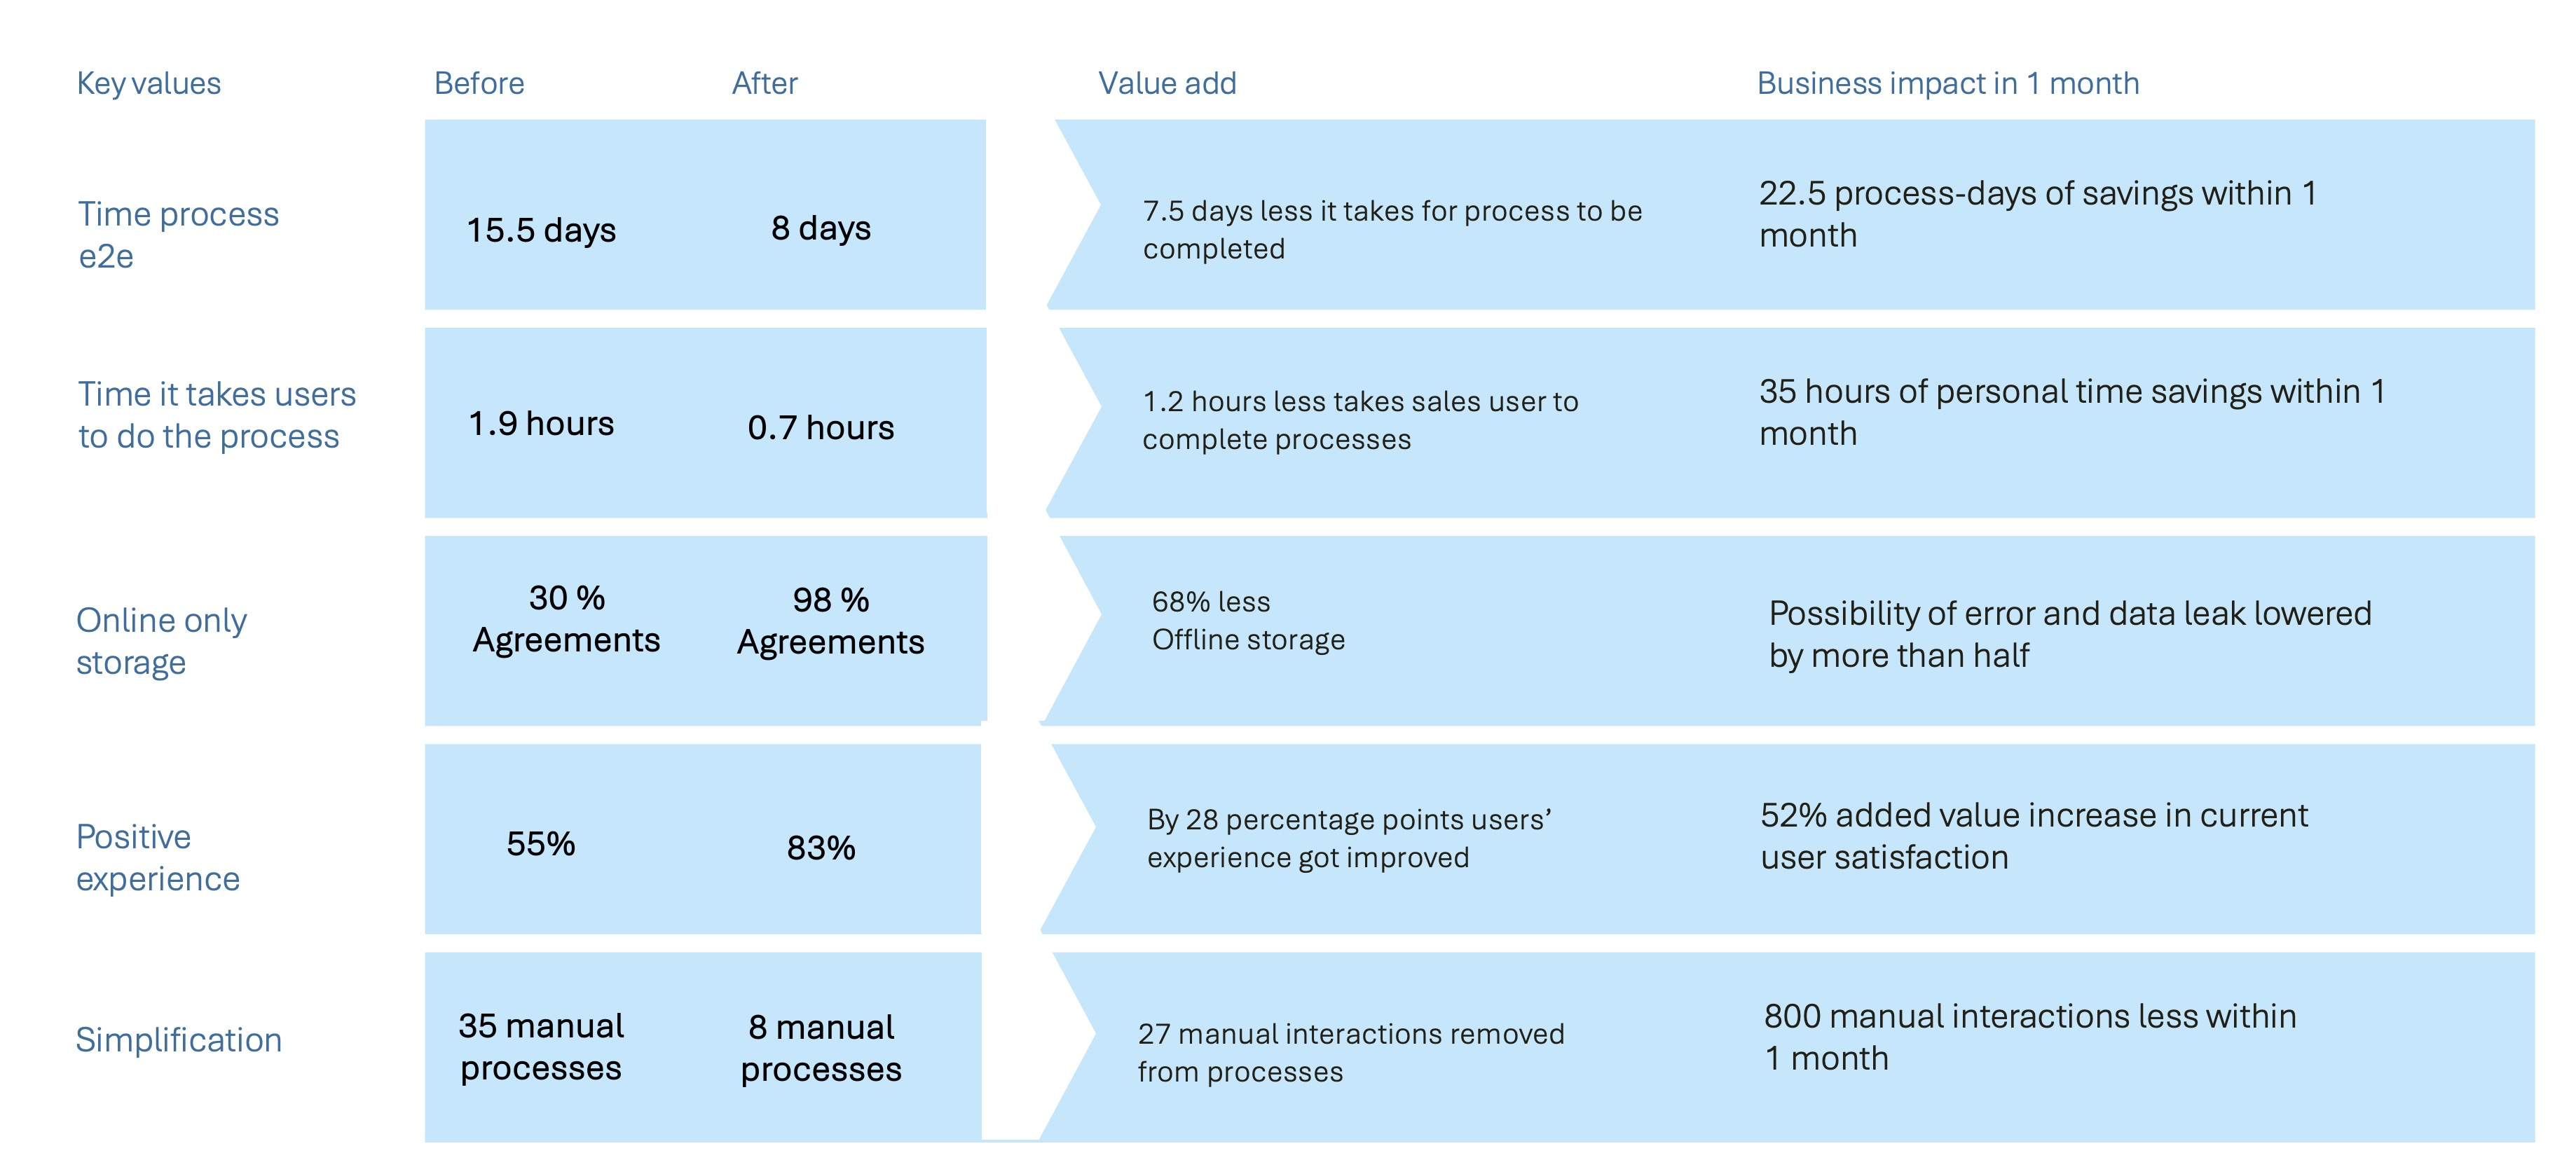 Key values
Before
After
Value add
Business impact in 1 month
Time process
e2e
15.5 days
8 days
7.5 days less it takes for process to be
completed
22.5 process-days of savings within 1
month
Time it takes users
to do the process
1.9 hours
0.7 hours
1.2 hours less takes sales user to
complete processes
35 hours of personal time savings within 1
month
Online only
storage
30 %
Agreements
98 %
Agreements
68% less
Offline storage
Possibility of error and data leak lowered
by more than half
Positive
experience
55%
83%
By 28 percentage points users’
experience got improved
52% added value increase in current
user satisfaction
Simplification
35 manual
processes
8 manual
processes
27 manual interactions removed
from processes
800 manual interactions less within
1 month